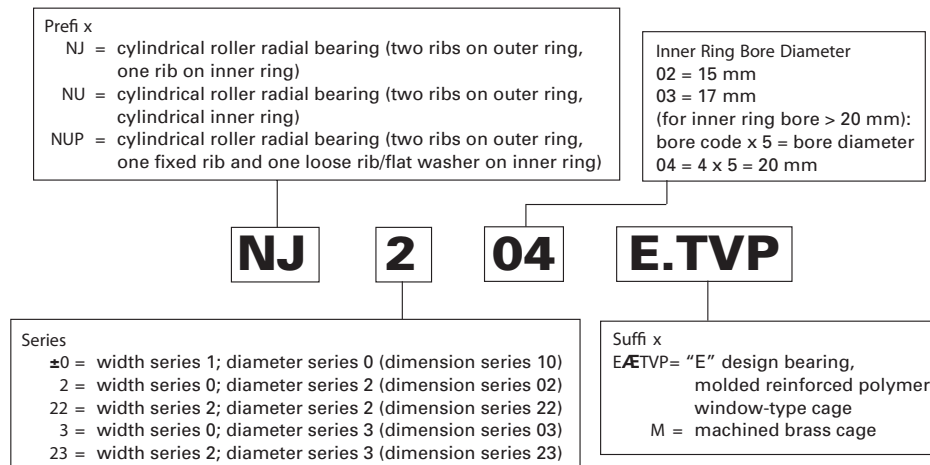 Prefi x
NJ = cylindrical roller radial bearing (two ribs on outer ring,
one rib on inner ring)
NU = cylindrical roller radial bearing (two ribs on outer ring,
cylindrical inner ring)
NUP = cylindrical roller radial bearing (two ribs on outer ring,
one fixed rib and one loose rib/flat washer on inner ring)
Inner Ring Bore Diameter
02 = 15 mm
03 = 17 mm
(for inner ring bore > 20 mm):
bore code x 5 = bore diameter
04 = 4 x 5 = 20 mm
NJ 2 04 E.TVP
Series
±0 = width series 1; diameter series 0 (dimension series 10)
2 = width series 0; diameter series 2 (dimension series 02)
22 = width series 2; diameter series 2 (dimension series 22)
3 = width series 0; diameter series 3 (dimension series 03)
23 = width series 2; diameter series 3 (dimension series 23)
Suffi x
EÆTVP= “E” design bearing,
molded reinforced polymer
window-type cage
M = machined brass cage